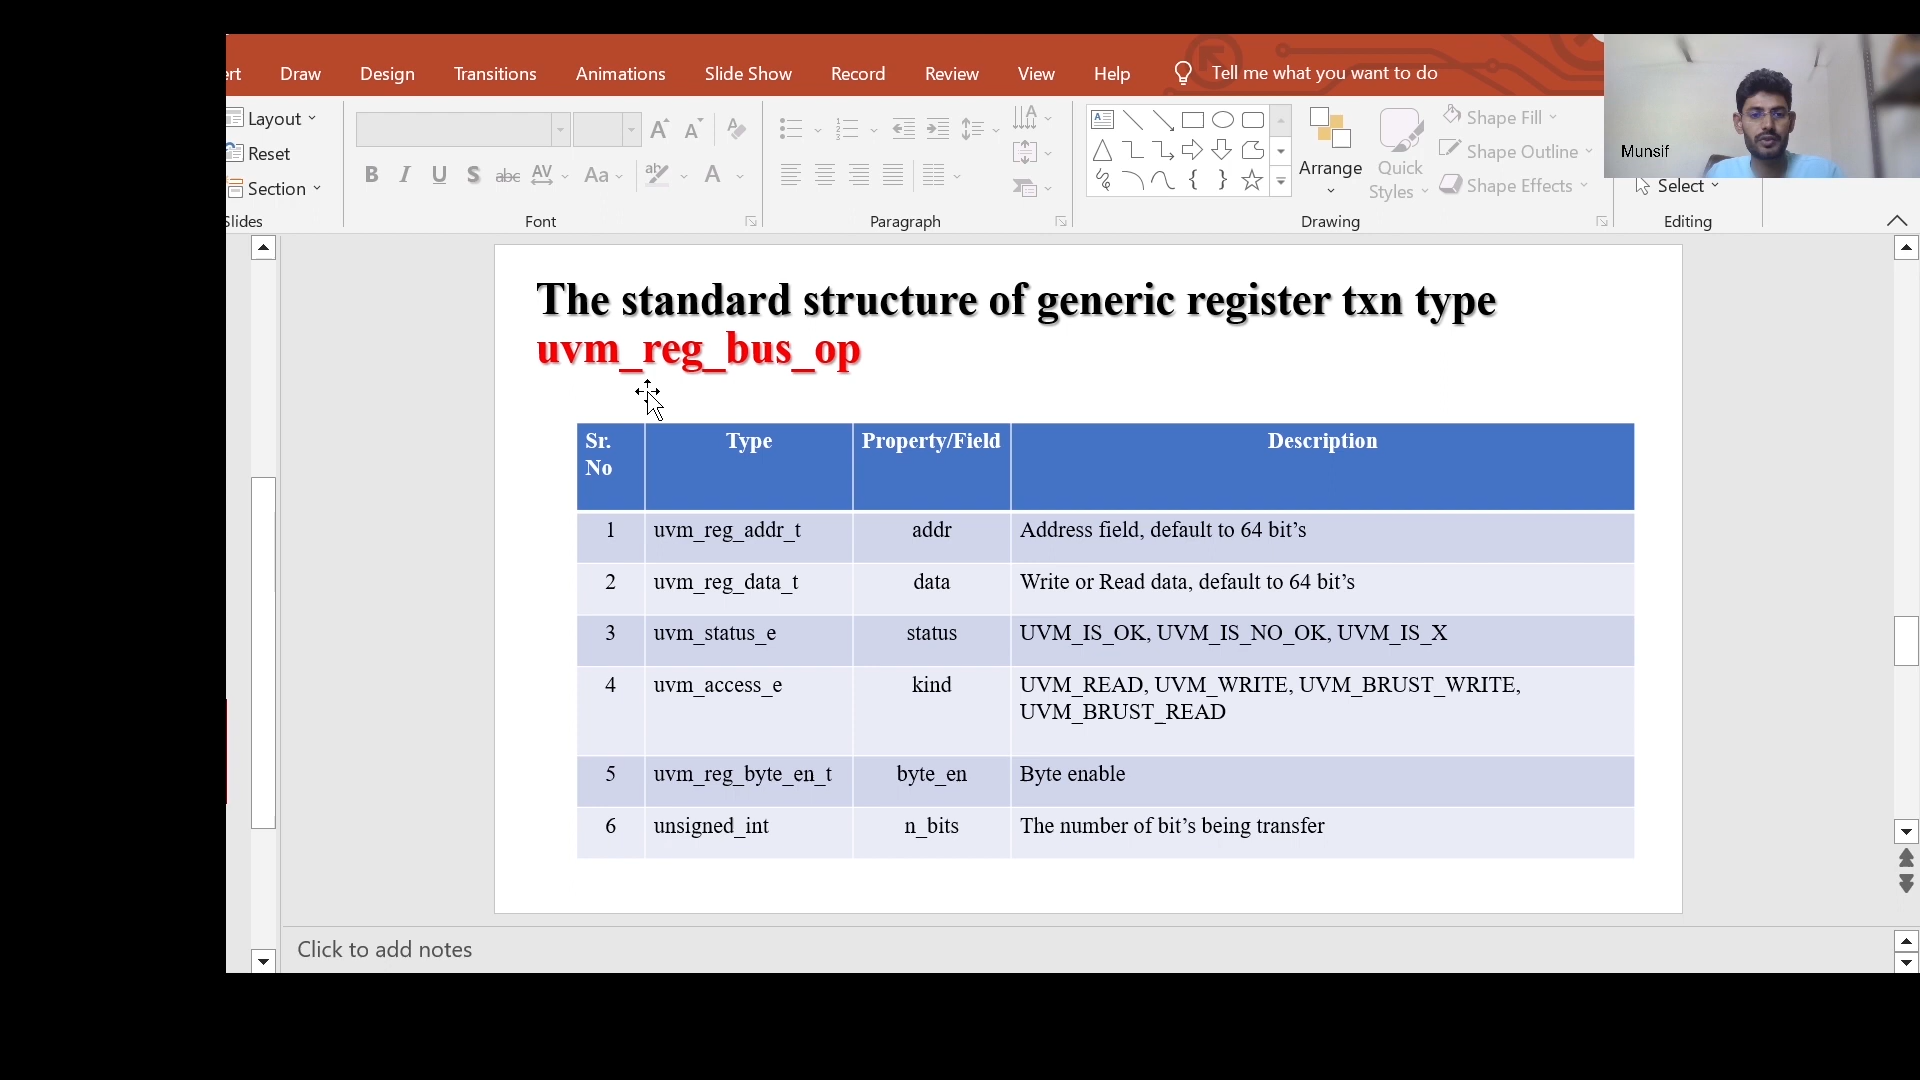 ert Draw Design Transitions Animations Slide Show Record Review View Help Tell me what you want to do
Munsif
Layout
Reset
Section
Slides
B I U S abc AV Aa ab A
A A
Font
Paragraph
Arrange
Quick
Styles
Shape Fill
Shape Outline
Shape Effects
Drawing
Select
Editing
The standard structure of generic register txn type
uvm_reg_bus_op
Sr. No Type Property/Field Description
1 uvm_reg_addr_t addr Address field, default to 64 bit’s
2 uvm_reg_data_t data Write or Read data, default to 64 bit’s
3 uvm_status_e status UVM_IS_OK, UVM_IS_NO_OK, UVM_IS_X
4 uvm_access_e kind UVM_READ, UVM_WRITE, UVM_BRUST_WRITE,
UVM_BRUST_READ
5 uvm_reg_byte_en_t byte_en Byte enable
6 unsigned_int n_bits The number of bit’s being transfer
Click to add notes